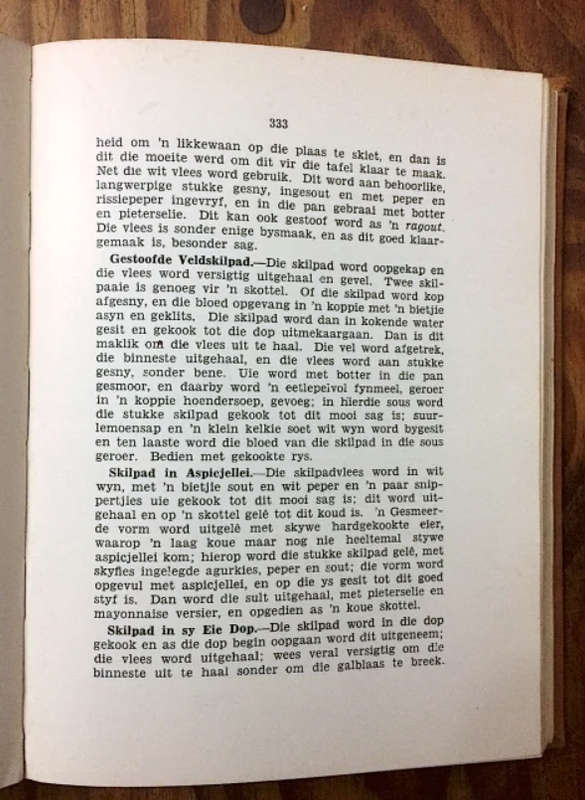 333
heid om 'n likkewaan op die plaas te skiet, en dan is
dit die moeite werd om dit vir die tafel klaar te maak.
Net die wit vlees word gebruik. Dit word aan behoorlike,
langwerpige stukke gesny, ingesout en met peper en
rissiepeper ingevryf, en in die pan gebraai met botter
en pieterselie. Dit kan ook gestoof word as 'n ragout.
Die vlees is sonder enige bysmaak, en as dit goed klaar-
gemaak is, besonder sag.
Gestoofde Veldskilpad.—Die skilpad word oopgekap en
die vlees word versigtig uitgehaal en gevel. Twee skil-
paaie is genoeg vir 'n skottel. Of die skilpad word kop
afgesny, en die bloed opgevang in 'n koppie met 'n bietjie
asyn en geklits. Die skilpad word dan in kokende water
gesit en gekook tot die dop uitmekaargaan. Dan is dit
maklik om die vlees uit te haal. Die vel word afgetrek,
die binneste uitgehaal, en die vlees word aan stukke
gesny, sonder bene. Uie word met botter in die pan
gesmoor, en daarby word 'n eetlepelvol fynmeel, geroer
in 'n koppie hoendersoep, gevoeg; in hierdie sous word
die stukke skilpad gekook tot dit mooi sag is; suur-
lemoensap en 'n klein kelkie soet wit wyn word bygesit
en ten laaste word die bloed van die skilpad in die sous
geroer. Bedien met gekookte rys.
Skilpad in Aspicjellei.—Die skilpadvlees word in wit
wyn, met 'n bietjie sout en wit peper en 'n paar snip-
pertjies uie gekook tot dit mooi sag is; dit word uit-
gehaal en op 'n skottel gelê tot dit koud is. 'n Gesmeer-
de vorm word uitgelê met skywe hardgekookte eier,
waarop 'n laag koue maar nog nie heeltemal stywe
aspicjellei kom; hierop word die stukke skilpad gelê, met
skyfies ingelegde agurkies, peper en sout; die vorm word
opgevul met aspicjellei, en op die ys gesit tot dit goed
styf is. Dan word die sult uitgehaal, met pieterselie en
mayonnaise versier, en opgedien as 'n koue skottel.
Skilpad in sy Eie Dop.—Die skilpad word in die dop
gekook en as die dop begin oopgaan word dit uitgeneem;
die vlees word uitgehaal; wees veral versigtig om die
binneste uit te haal sonder om die galblaas te breek.